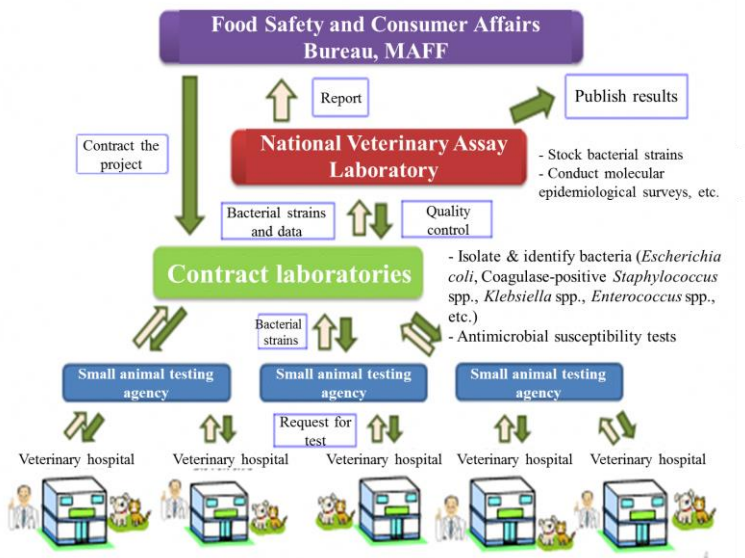 Food Safety and Consumer Affairs
Bureau, MAFF
Report
Publish results
Contract the
project
National Veterinary Assay
Laboratory
- Stock bacterial strains
- Conduct molecular
epidemiological surveys, etc.
Bacterial strains
and data
Quality
control
Contract laboratories
- Isolate & identify bacteria (Escherichia
coli, Coagulase-positive Staphylococcus
spp., Klebsiella spp., Enterococcus spp.,
etc.)
- Antimicrobial susceptibility tests
Bacterial
strains
Small animal testing
agency
Small animal testing
agency
Small animal testing
agency
Request for
test
Veterinary hospital
Veterinary hospital
Veterinary hospital
Veterinary hospital
Veterinary hospital